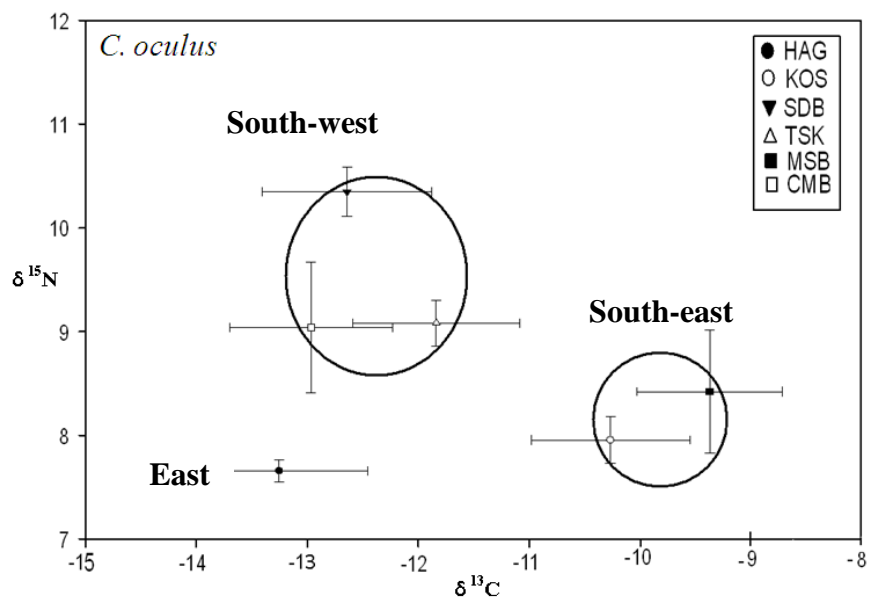 12
C. oculus
HAG
KOS
SDB
TSK
MSB
CMB
South-west
11
10
δ ¹⁵N
9
South-east
8
East
7
-15 -14 -13 -12 -11 -10 -9 -8
δ ¹³C